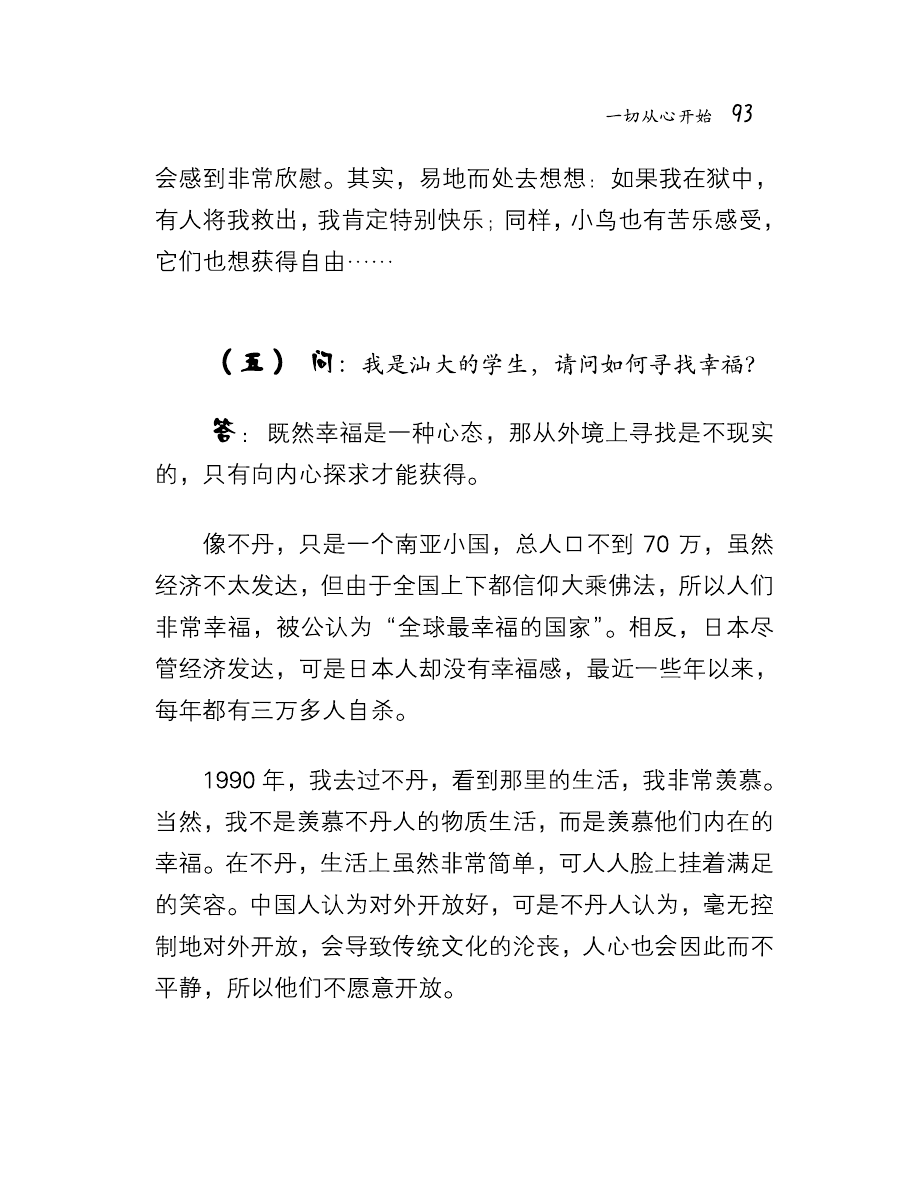 一切从心开始 93
会感到非常欣慰。其实，易地而处去想想：如果我在狱中，
有人将我救出，我肯定特别快乐；同样，小鸟也有苦乐感受，
它们也想获得自由……
（五） 问：我是汕大的学生，请问如何寻找幸福？
答：既然幸福是一种心态，那从外境上寻找是不现实
的，只有向内心探求才能获得。
像不丹，只是一个南亚小国，总人口不到 70 万，虽然
经济不太发达，但由于全国上下都信仰大乘佛法，所以人们
非常幸福，被公认为“全球最幸福的国家”。相反，日本尽
管经济发达，可是日本人却没有幸福感，最近一些年以来，
每年都有三万多人自杀。
1990 年，我去过不丹，看到那里的生活，我非常羡慕。
当然，我不是羡慕不丹人的物质生活，而是羡慕他们内在的
幸福。在不丹，生活上虽然非常简单，可人人脸上挂着满足
的笑容。中国人认为对外开放好，可是不丹人认为，毫无控
制地对外开放，会导致传统文化的沦丧，人心也会因此而不
平静，所以他们不愿意开放。